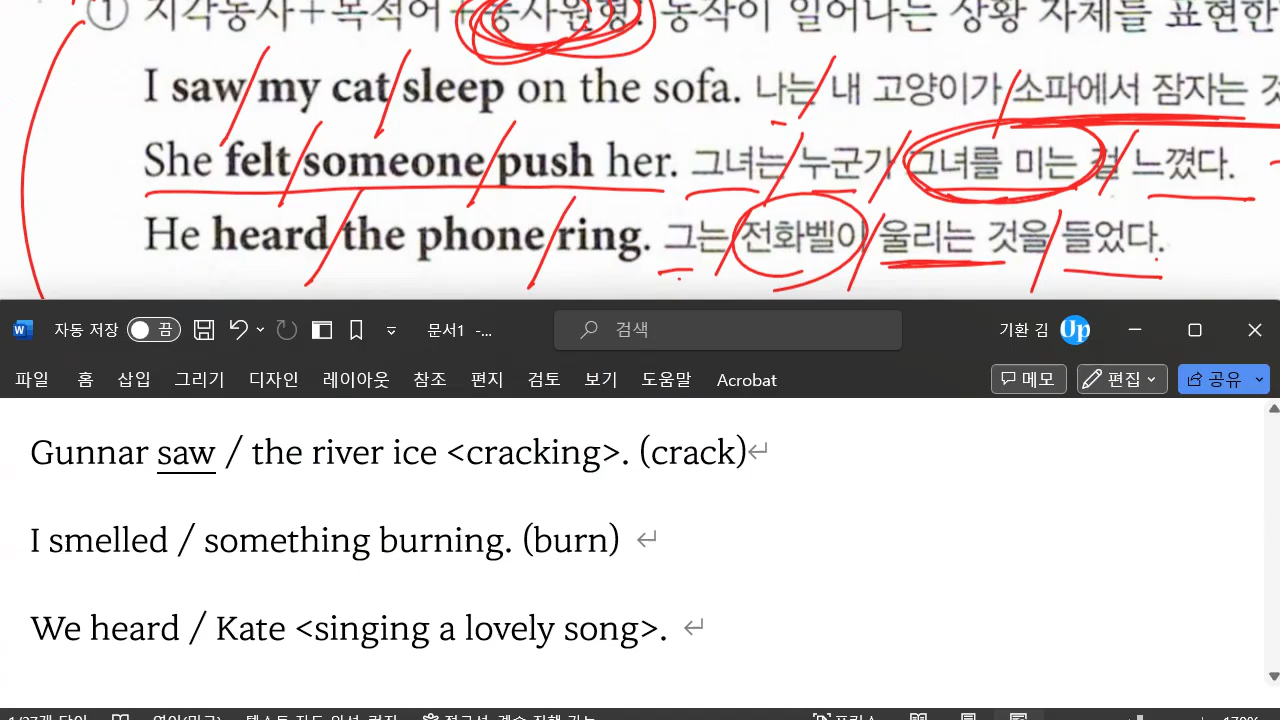 ① 지각동사+목적어+동사원형: 동작이 일어나는 상황 자체를 표현한
I saw my cat sleep on the sofa. 나는 내 고양이가 소파에서 잠자는 것
She felt someone push her. 그녀는 누군가 그녀를 미는 걸 느꼈다.
He heard the phone ring. 그는 전화벨이 울리는 것을 들었다.
자동 저장 끔 문서1 -... 검색 기환 김 Up
파일 홈 삽입 그리기 디자인 레이아웃 참조 편지 검토 보기 도움말 Acrobat 메모 편집 공유
Gunnar saw / the river ice <cracking>. (crack)↵
I smelled / something burning. (burn) ↵
We heard / Kate <singing a lovely song>. ↵